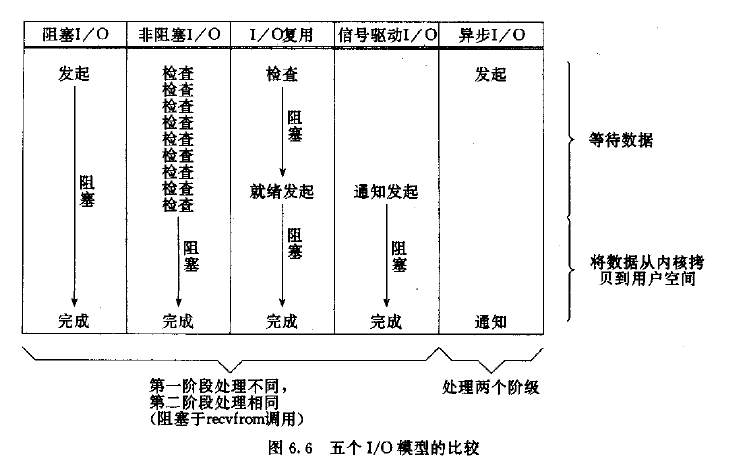 阻塞I/O 非阻塞I/O I/O复用 信号驱动I/O 异步I/O
发起 检查 检查 发起
检查
检查
检查
检查
检查
检查
检查
检查
阻塞
阻塞
就绪发起 通知发起
阻塞
阻塞
阻塞
完成 完成 完成 完成 通知
等待数据
将数据从内核拷
贝到用户空间
第一阶段处理不同，
第二阶段处理相同
（阻塞于recvfrom调用）
处理两个阶级
图 6.6 五个 I/O 模型的比较